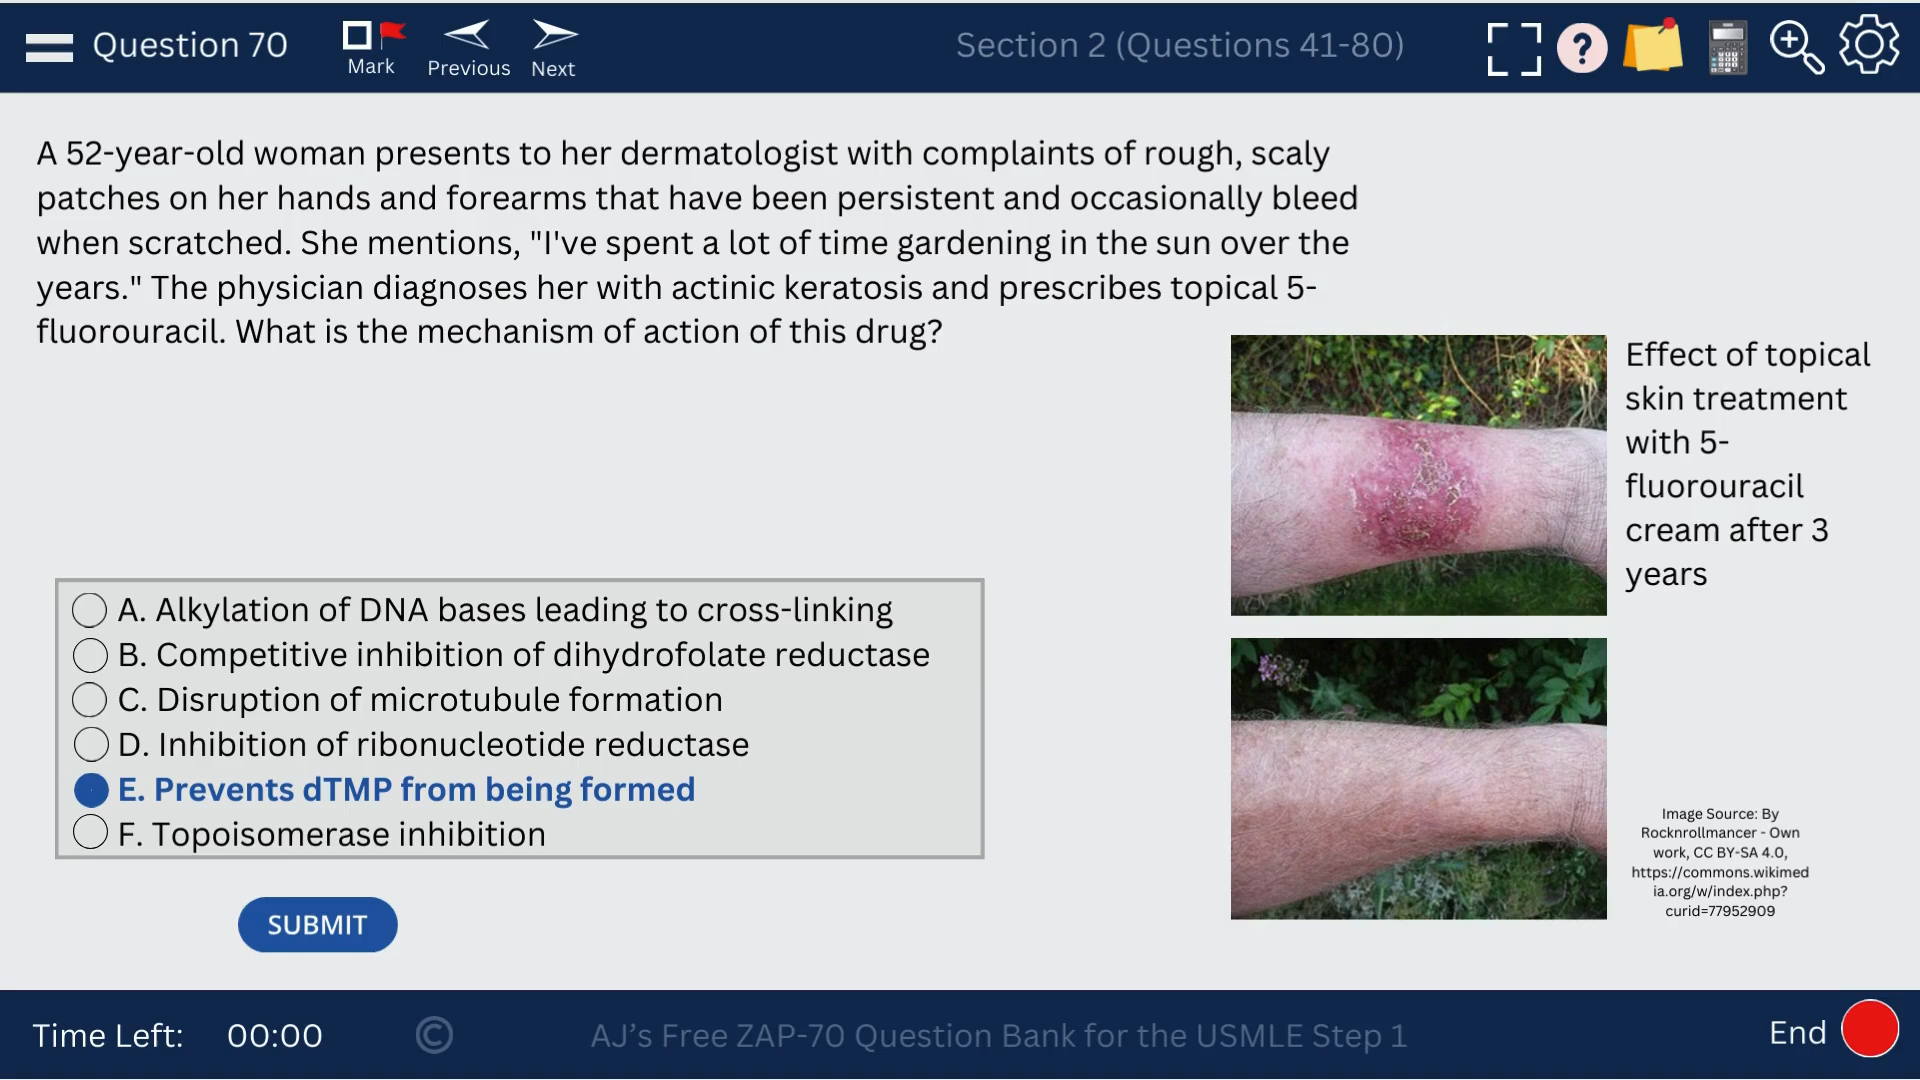 Question 70
Mark
Previous
Next
Section 2 (Questions 41-80)
?
A 52-year-old woman presents to her dermatologist with complaints of rough, scaly
patches on her hands and forearms that have been persistent and occasionally bleed
when scratched. She mentions, "I've spent a lot of time gardening in the sun over the
years." The physician diagnoses her with actinic keratosis and prescribes topical 5-
fluorouracil. What is the mechanism of action of this drug?
Effect of topical
skin treatment
with 5-
fluorouracil
cream after 3
years
A. Alkylation of DNA bases leading to cross-linking
B. Competitive inhibition of dihydrofolate reductase
C. Disruption of microtubule formation
D. Inhibition of ribonucleotide reductase
E. Prevents dTMP from being formed
F. Topoisomerase inhibition
Image Source: By
Rocknrollmancer - Own
work, CC BY-SA 4.0,
https://commons.wikimed
ia.org/w/index.php?
curid=77952909
SUBMIT
Time Left: 00:00
©
AJ’s Free ZAP-70 Question Bank for the USMLE Step 1
End